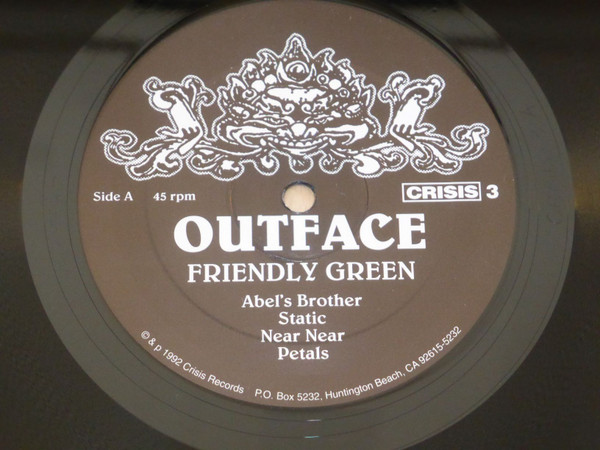 Side A 45 rpm CRISIS 3
OUTFACE
FRIENDLY GREEN
Abel's Brother
Static
Near Near
Petals
© & p 1992 Crisis Records P.O. Box 5232, Huntington Beach, CA 92615-5232